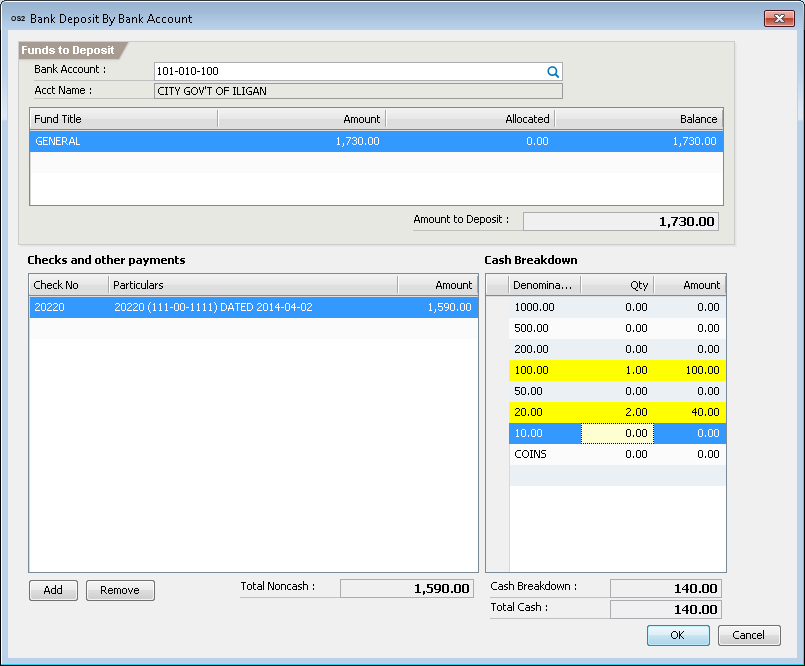 OS2 Bank Deposit By Bank Account
Funds to Deposit
Bank Account : 101-010-100
Acct Name : CITY GOV'T OF ILIGAN
Fund Title Amount Allocated Balance
GENERAL 1,730.00 0.00 1,730.00
Amount to Deposit : 1,730.00
Checks and other payments
Check No Particulars Amount
20220 20220 (111-00-1111) DATED 2014-04-02 1,590.00
Cash Breakdown
Denomina... Qty Amount
1000.00 0.00 0.00
500.00 0.00 0.00
200.00 0.00 0.00
100.00 1.00 100.00
50.00 0.00 0.00
20.00 2.00 40.00
10.00 0.00 0.00
COINS 0.00 0.00
Add Remove Total Noncash : 1,590.00
Cash Breakdown : 140.00
Total Cash : 140.00
OK Cancel